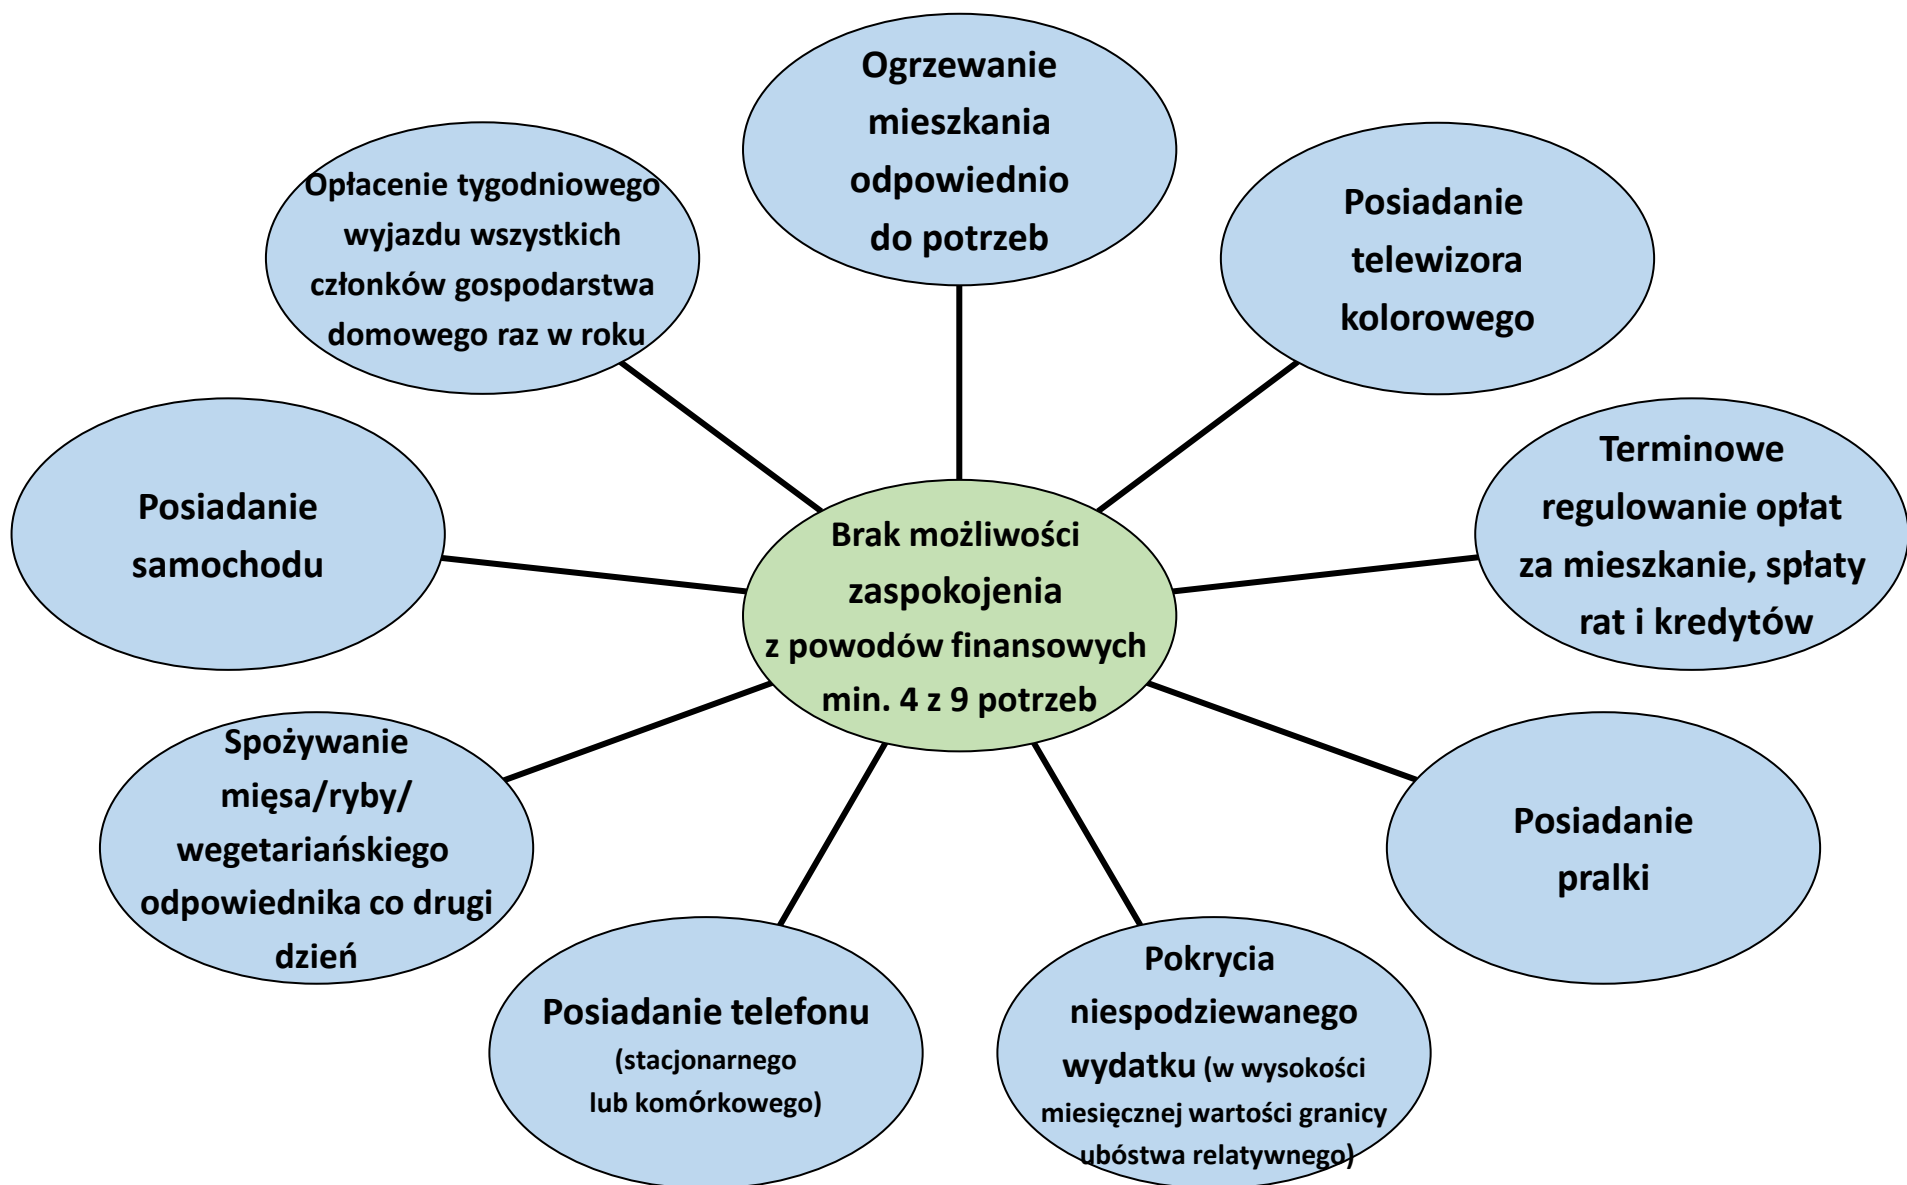 Ogrzewanie
mieszkania
odpowiednio
do potrzeb
Posiadanie
telewizora
kolorowego
Terminowe
regulowanie opłat
za mieszkanie, spłaty
rat i kredytów
Posiadanie
pralki
Pokrycia
niespodziewanego
wydatku (w wysokości
miesięcznej wartości granicy
ubóstwa relatywnego)
Posiadanie telefonu
(stacjonarnego
lub komórkowego)
Spożywanie
mięsa/ryby/
wegetariańskiego
odpowiednika co drugi
dzień
Posiadanie
samochodu
Opłacenie tygodniowego
wyjazdu wszystkich
członków gospodarstwa
domowego raz w roku
Brak możliwości
zaspokojenia
z powodów finansowych
min. 4 z 9 potrzeb